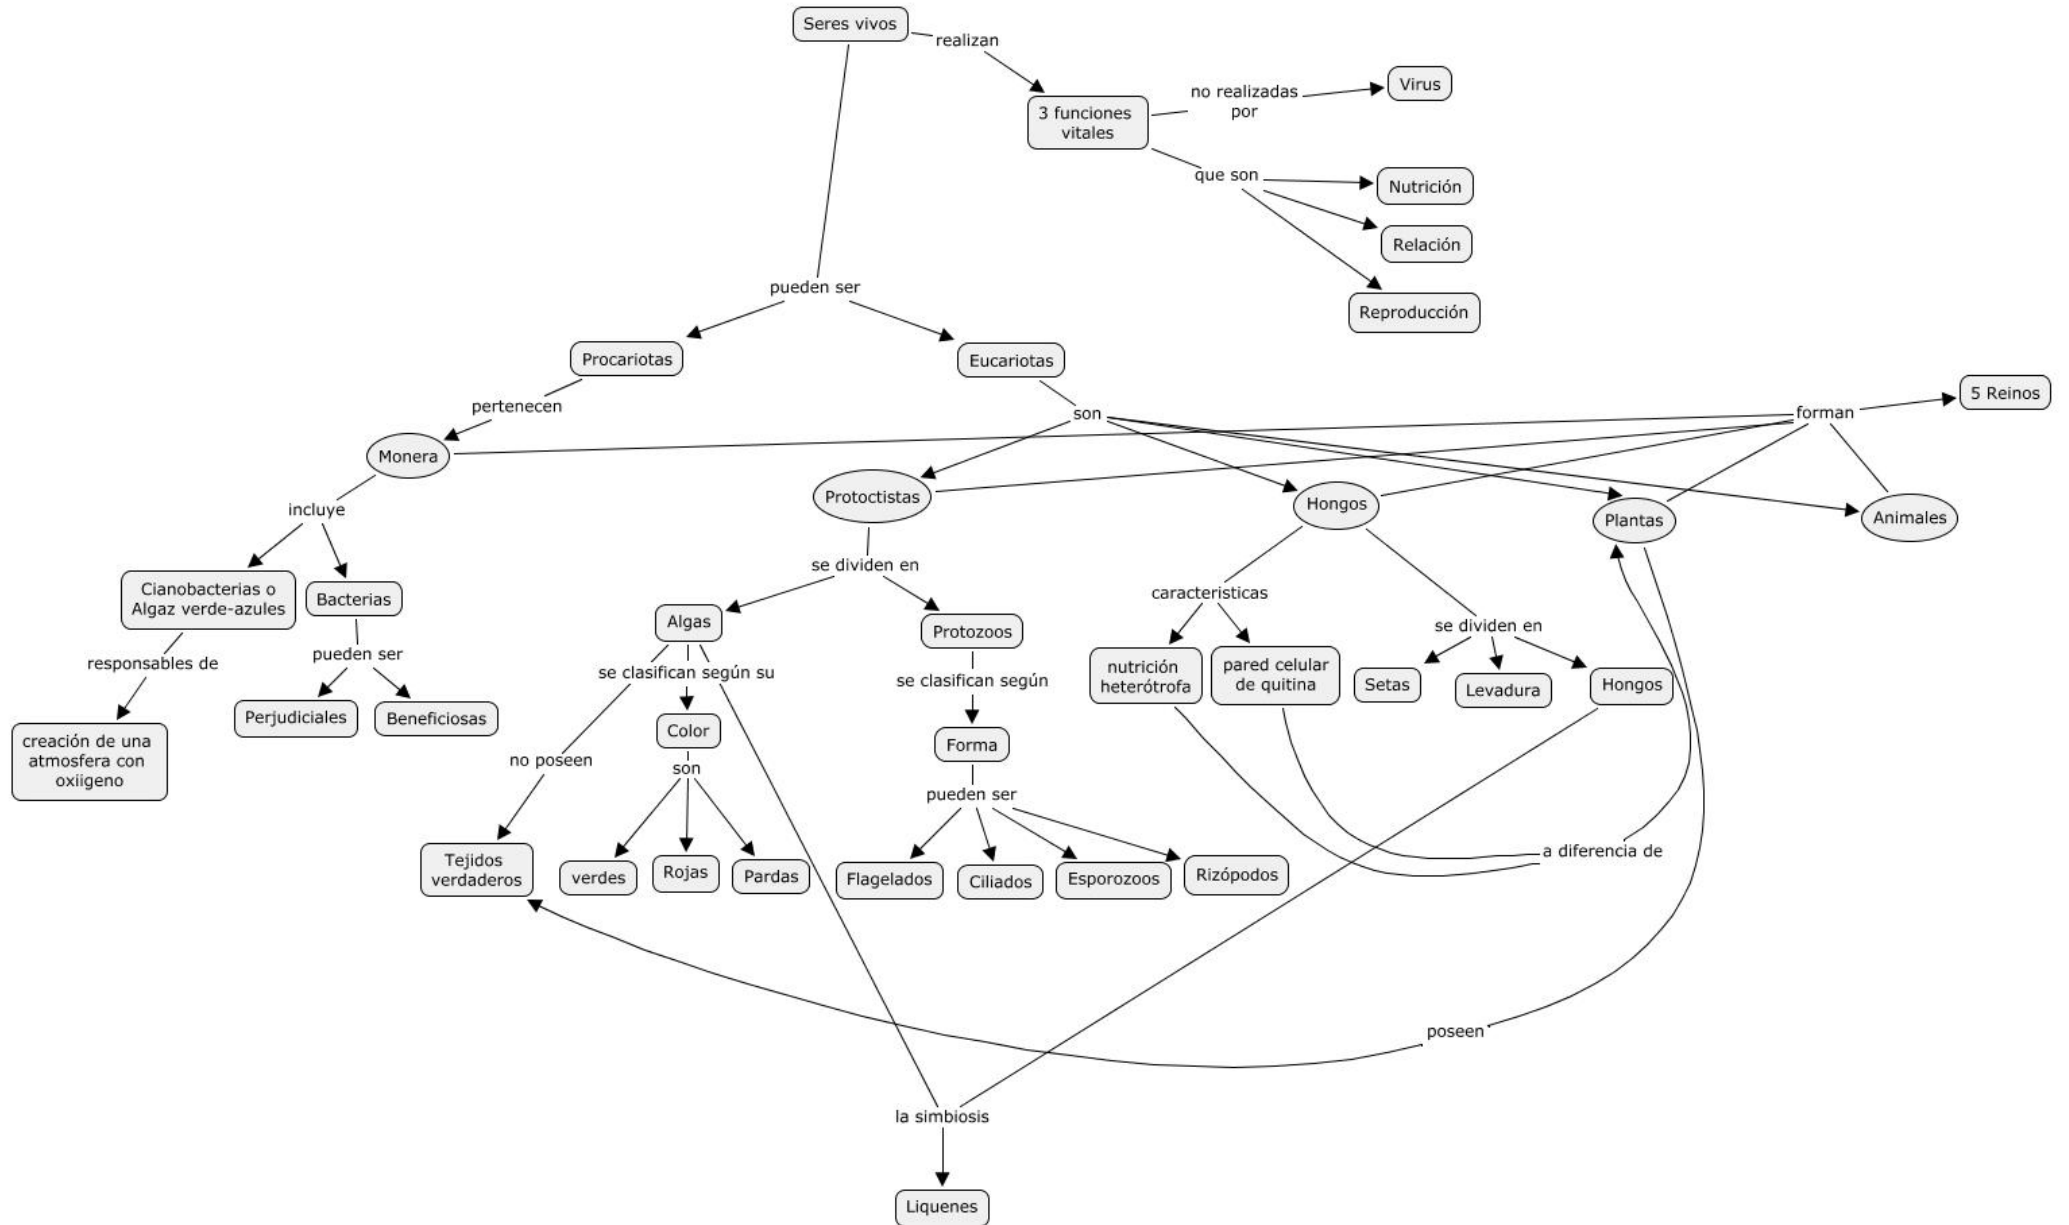 Seres vivos
realizan
Virus
no realizadas
por
3 funciones
vitales
que son
Nutrición
Relación
Reproducción
pueden ser
Procariotas
Eucariotas
5 Reinos
pertenecen
son
forman
Monera
Protoctistas
Hongos
Plantas
Animales
incluye
se dividen en
Cianobacterias o
Algaz verde-azules
Bacterias
caracteristicas
Algas
Protozoos
se dividen en
responsables de
pueden ser
se clasifican según su
se clasifican según
nutrición
heterótrofa
pared celular
de quitina
Setas
Levadura
Hongos
Perjudiciales
Beneficiosas
creación de una
atmosfera con
oxiigeno
Color
Forma
no poseen
son
pueden ser
a diferencia de
Tejidos
verdaderos
verdes
Rojas
Pardas
Flagelados
Ciliados
Esporozoos
Rizópodos
poseen
la simbiosis
Liquenes